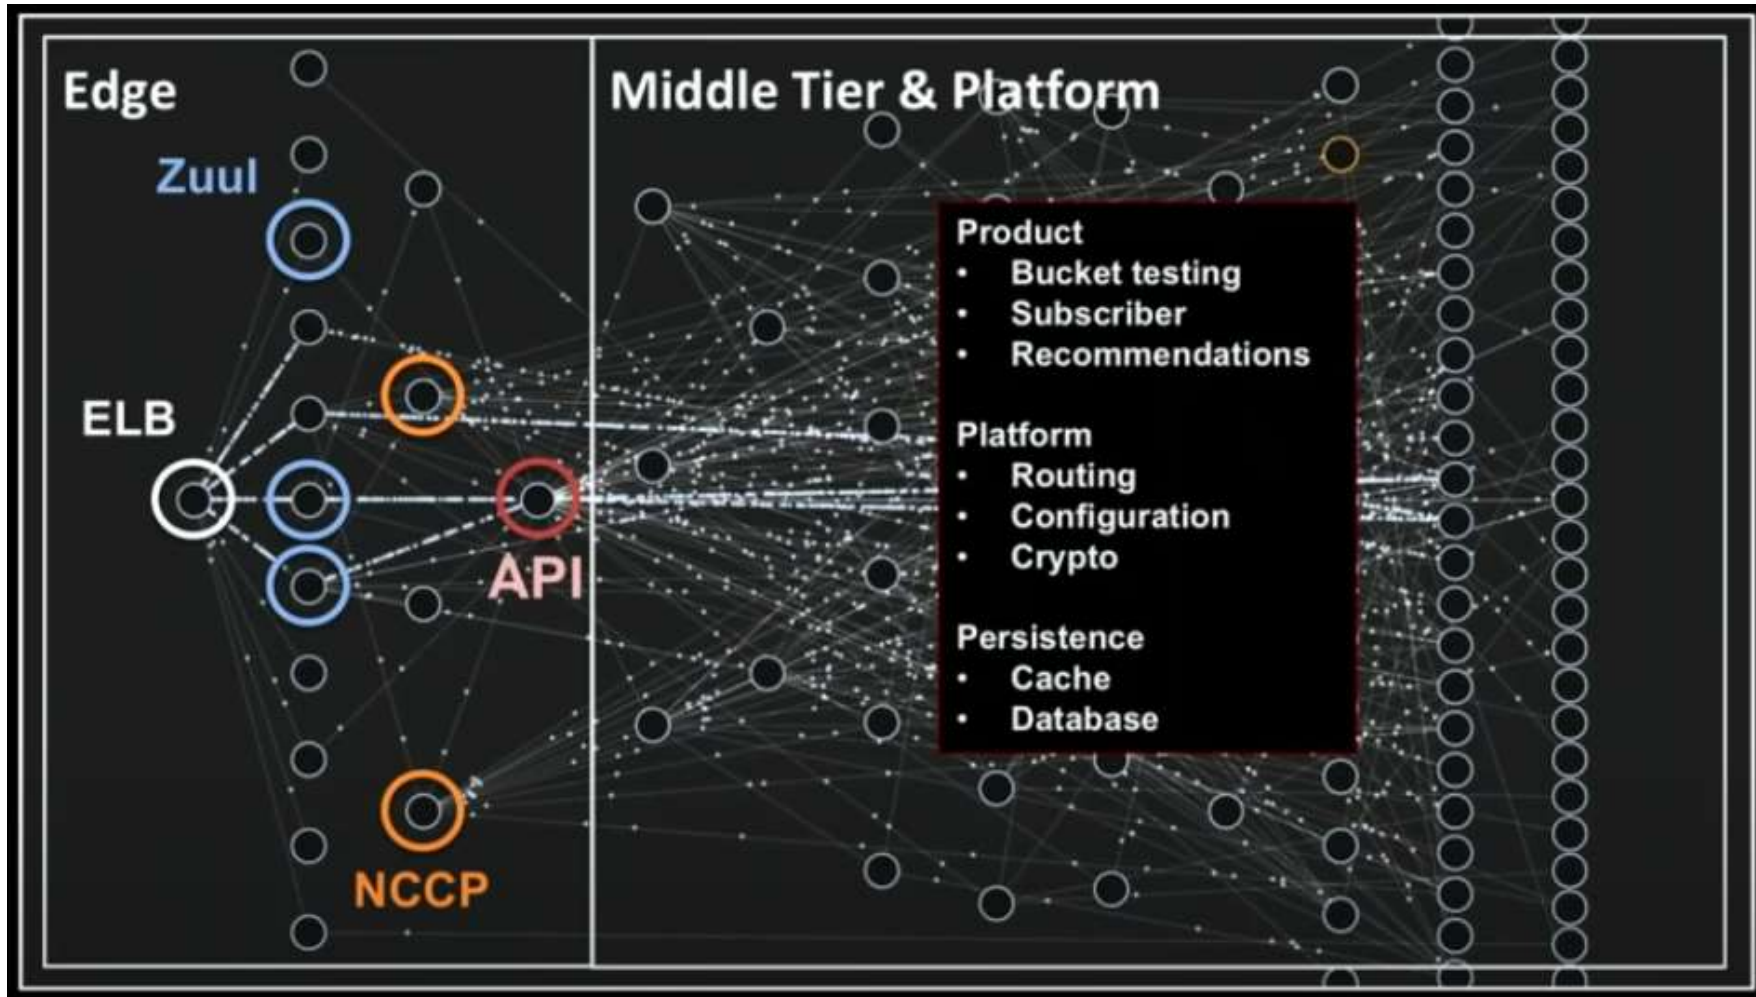 Edge
Middle Tier & Platform
Zuul
ELB
API
NCCP
Product
• Bucket testing
• Subscriber
• Recommendations
Platform
• Routing
• Configuration
• Crypto
Persistence
• Cache
• Database